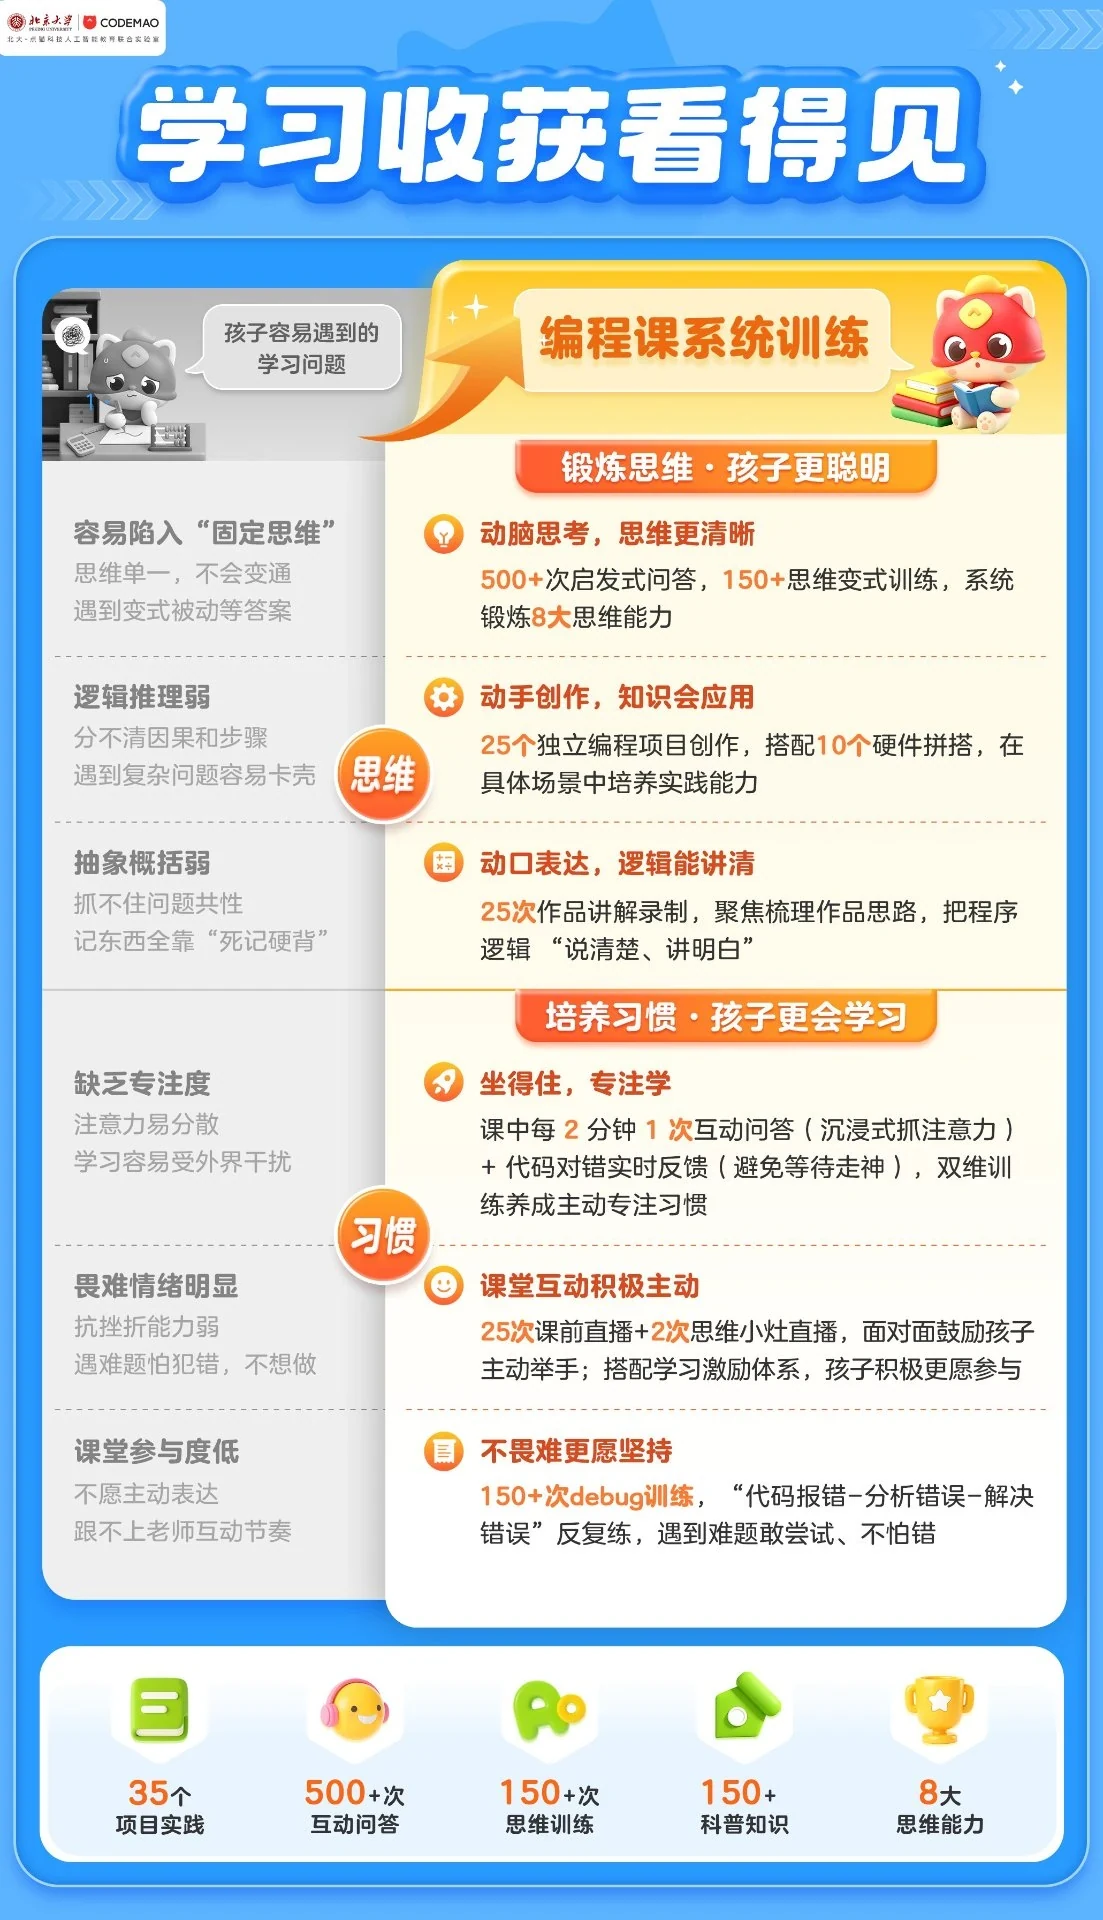 北京大学
PEKING UNIVERSITY
CODEMAO
北大-点猫科技人工智能教育联合实验室
学习收获看得见
孩子容易遇到的
学习问题
编程课系统训练
锻炼思维·孩子更聪明
容易陷入“固定思维”
思维单一，不会变通
遇到变式被动等答案
动脑思考，思维更清晰
500+次启发式问答，150+思维变式训练，系统
锻炼8大思维能力
逻辑推理弱
分不清因果和步骤
遇到复杂问题容易卡壳
思维
动手创作，知识会应用
25个独立编程项目创作，搭配10个硬件拼搭，在
具体场景中培养实践能力
抽象概括弱
抓不住问题共性
记东西全靠“死记硬背”
动口表达，逻辑能讲清
25次作品讲解录制，聚焦梳理作品思路，把程序
逻辑 “说清楚、讲明白”
培养习惯·孩子更会学习
缺乏专注度
注意力易分散
学习容易受外界干扰
坐得住，专注学
课中每 2 分钟 1 次互动问答（沉浸式抓注意力）
+ 代码对错实时反馈（避免等待走神），双维训
练养成主动专注习惯
习惯
畏难情绪明显
抗挫折能力弱
遇难题怕犯错，不想做
课堂互动积极主动
25次课前直播+2次思维小灶直播，面对面鼓励孩子
主动举手；搭配学习激励体系，孩子积极更愿参与
课堂参与度低
不愿主动表达
跟不上老师互动节奏
不畏难更愿坚持
150+次debug训练，“代码报错–分析错误–解决
错误”反复练，遇到难题敢尝试、不怕错
35个
项目实践
500+次
互动问答
150+次
思维训练
150+
科普知识
8大
思维能力